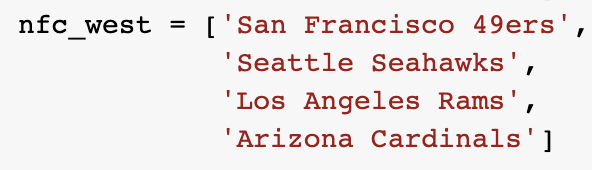 nfc_west = ['San Francisco 49ers',
'Seattle Seahawks',
'Los Angeles Rams',
'Arizona Cardinals']